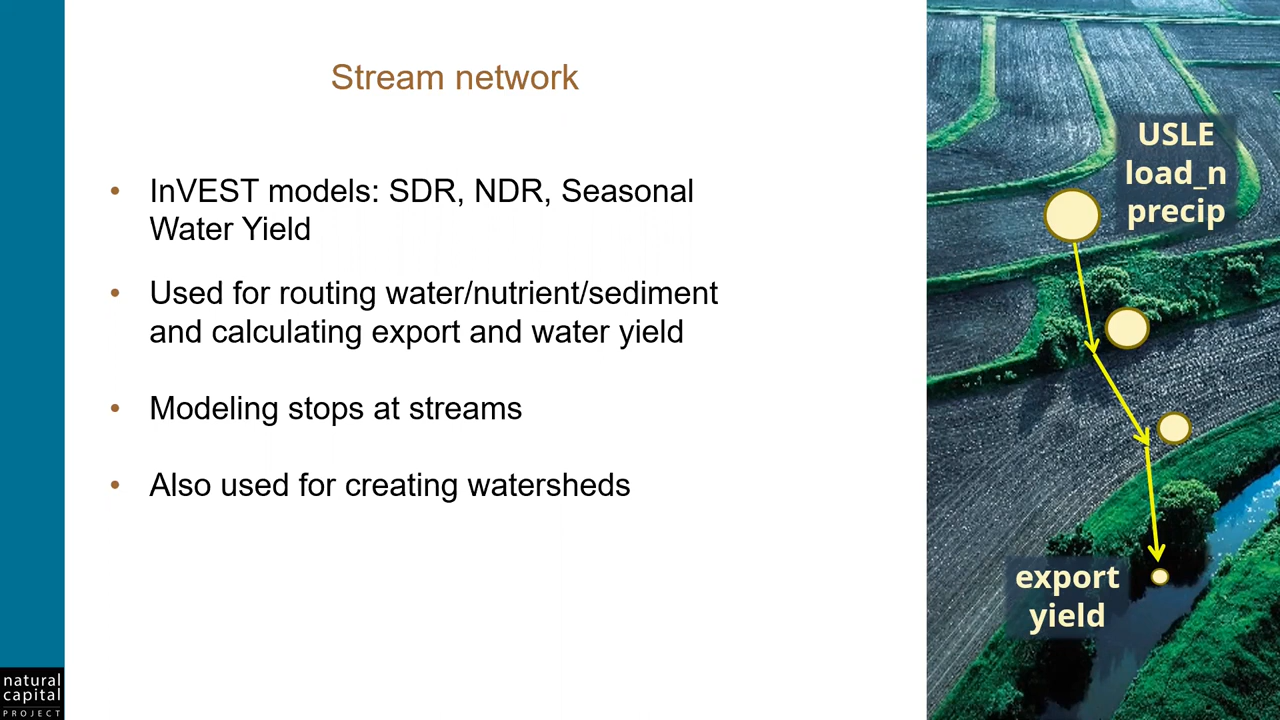 Stream network
• InVEST models: SDR, NDR, Seasonal
Water Yield
• Used for routing water/nutrient/sediment
and calculating export and water yield
• Modeling stops at streams
• Also used for creating watersheds
USLE
load_n
precip
export
yield
natural
capital
PROJECT